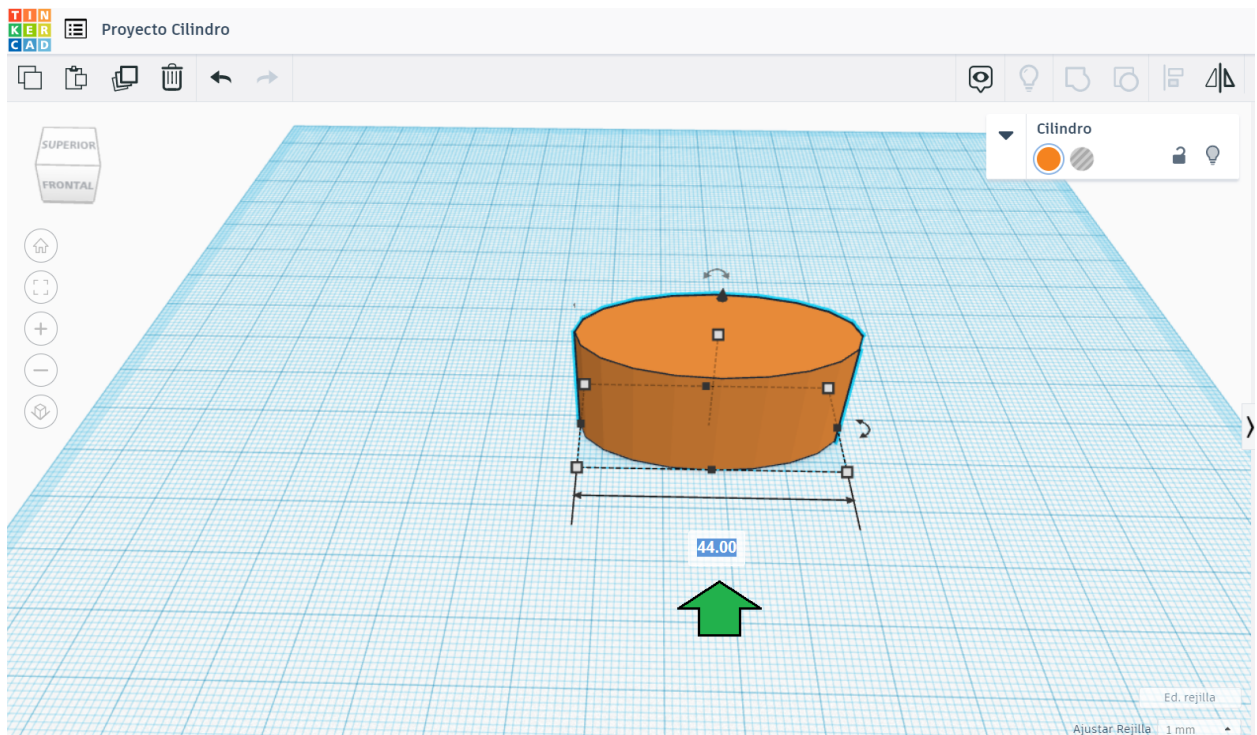 TIN
KER
CAD
Proyecto Cilindro
Cilindro
SUPERIOR
FRONTAL
44.00
Ed. rejilla
Ajustar Rejilla 1 mm